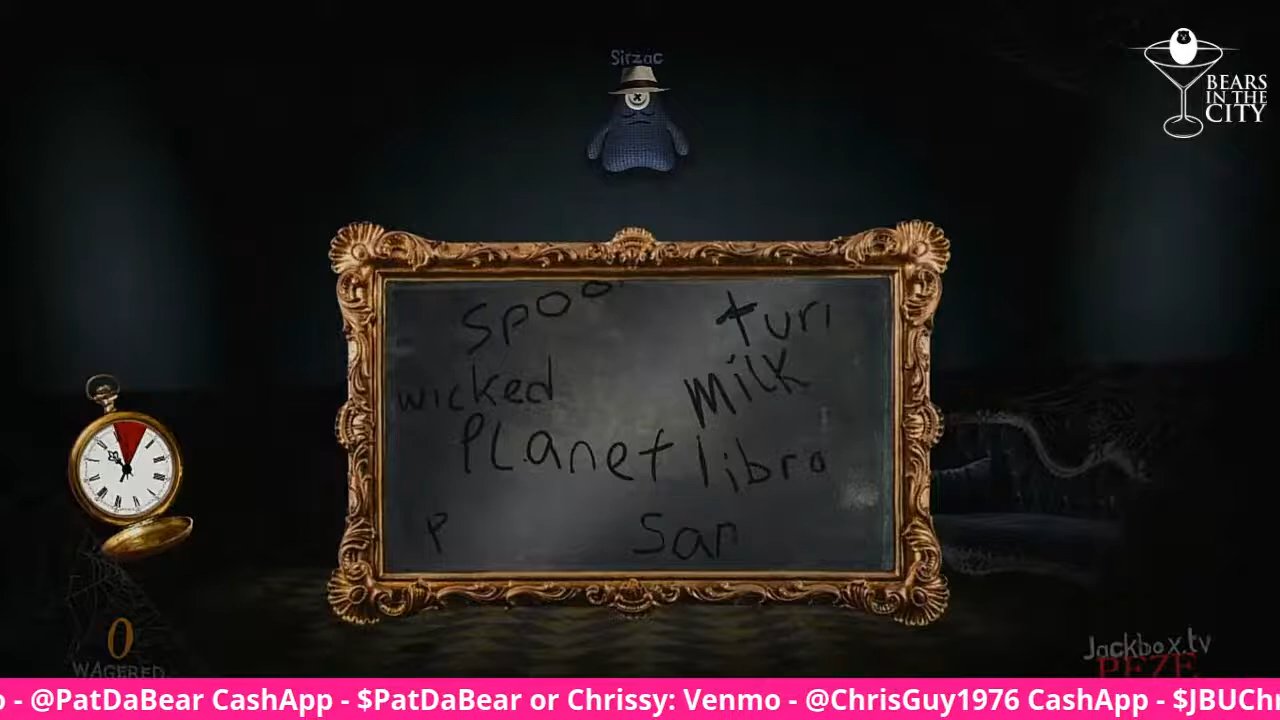 Sirzac
BEARS
IN THE
CITY
spoo
turi
wicked
milk
Planet
libro
P
San
0
WAGERED
Jackbox.tv
PEZE
o - @PatDaBear CashApp - $PatDaBear or Chrissy: Venmo - @ChrisGuy1976 CashApp - $JBUChr